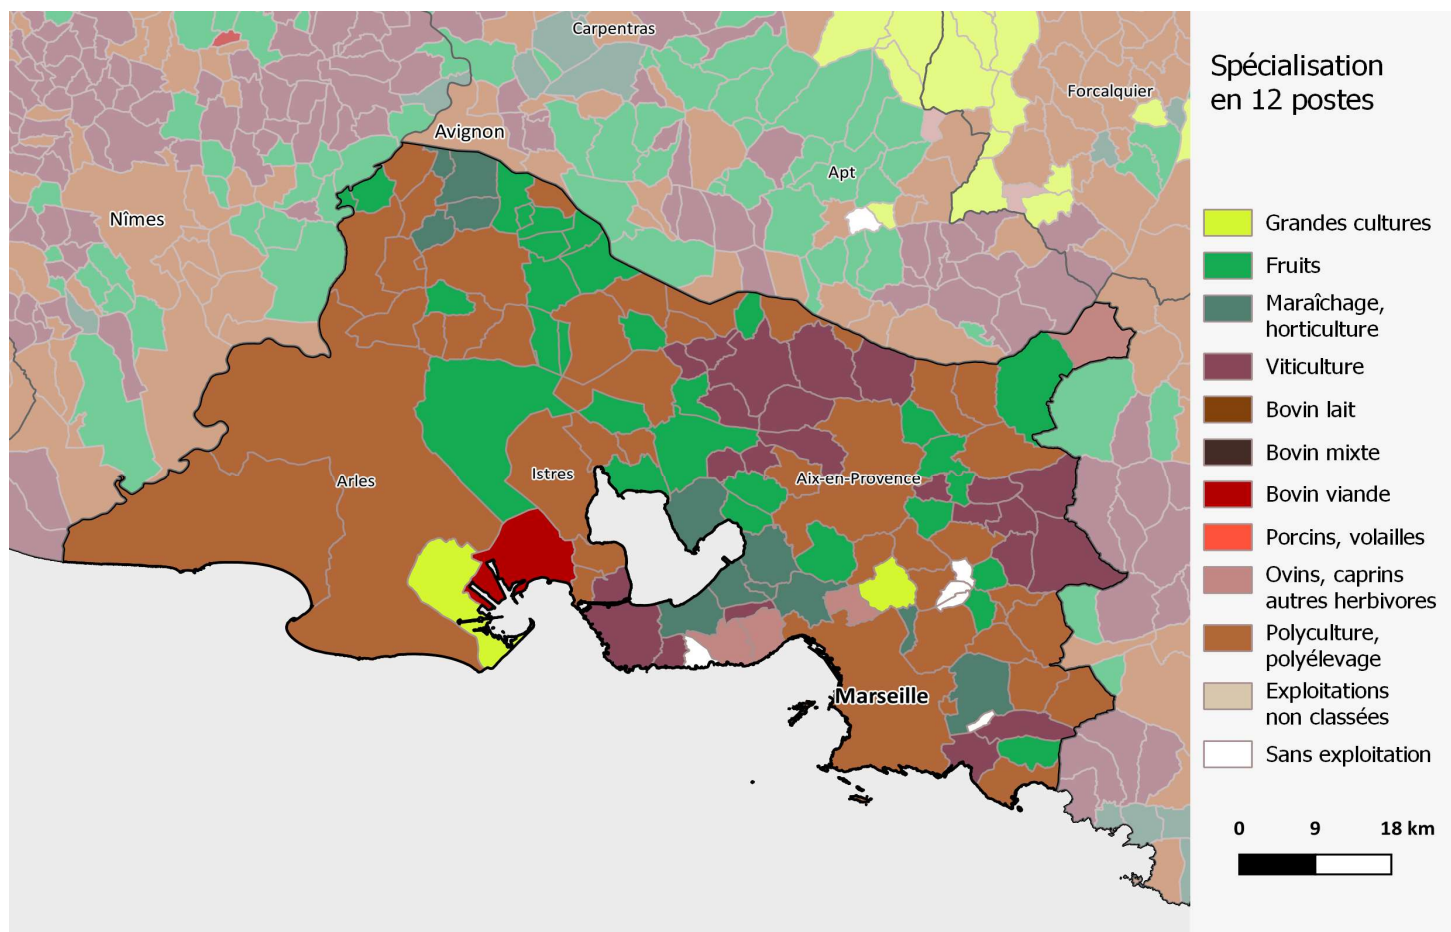 Carpentras
Forcalquier
Avignon
Apt
Nîmes
Istres
Arles
Aix-en-Provence
Marseille
Spécialisation
en 12 postes
Grandes cultures
Fruits
Maraîchage,
horticulture
Viticulture
Bovin lait
Bovin mixte
Bovin viande
Porcins, volailles
Ovins, caprins
autres herbivores
Polyculture,
polyélevage
Exploitations
non classées
Sans exploitation
0 9 18 km